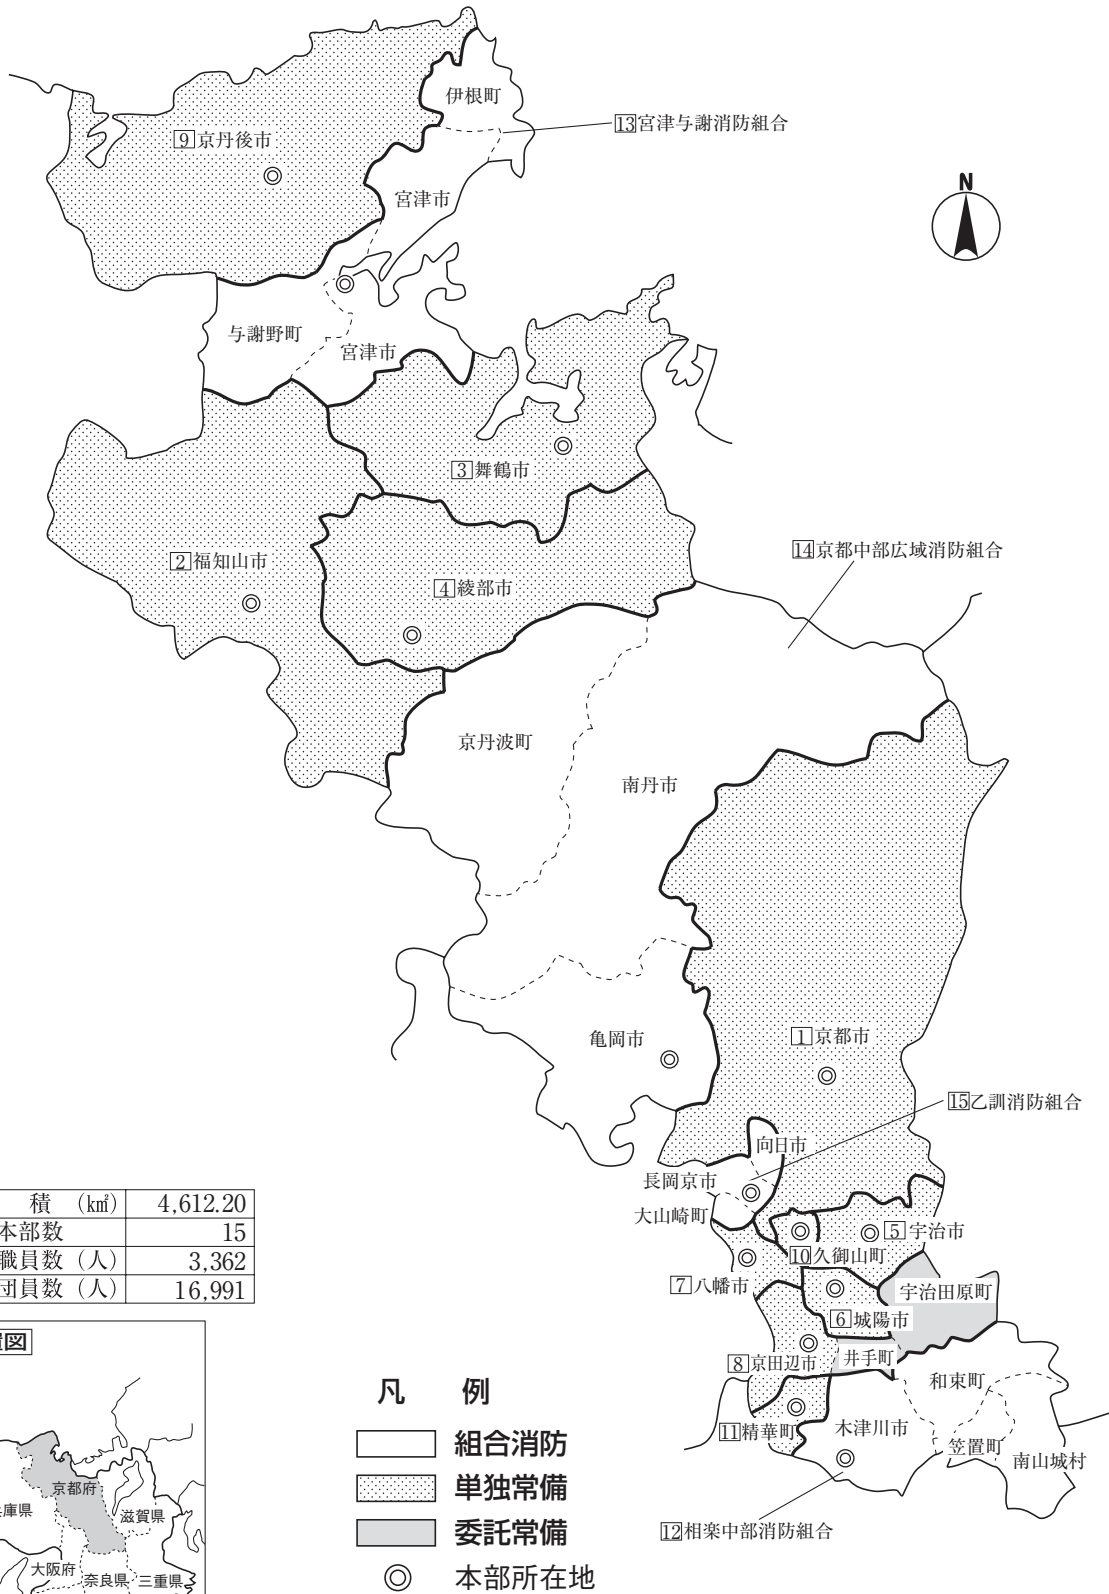 伊根町
13宮津与謝消防組合
9京丹後市
N
宮津市
与謝野町
宮津市
3舞鶴市
14京都中部広域消防組合
2福知山市
4綾部市
京丹波町
南丹市
亀岡市
1京都市
15乙訓消防組合
向日市
長岡京市
大山崎町
5宇治市
10久御山町
7八幡市
宇治田原町
6城陽市
8京田辺市
井手町
和束町
11精華町
木津川市
笠置町
南山城村
12相楽中部消防組合
積 (㎢) 4,612.20
本部数 15
職員数(人) 3,362
団員数(人) 16,991
置図
京都府
兵庫県
滋賀県
大阪府
奈良県
三重県
凡 例
組合消防
単独常備
委託常備
本部所在地